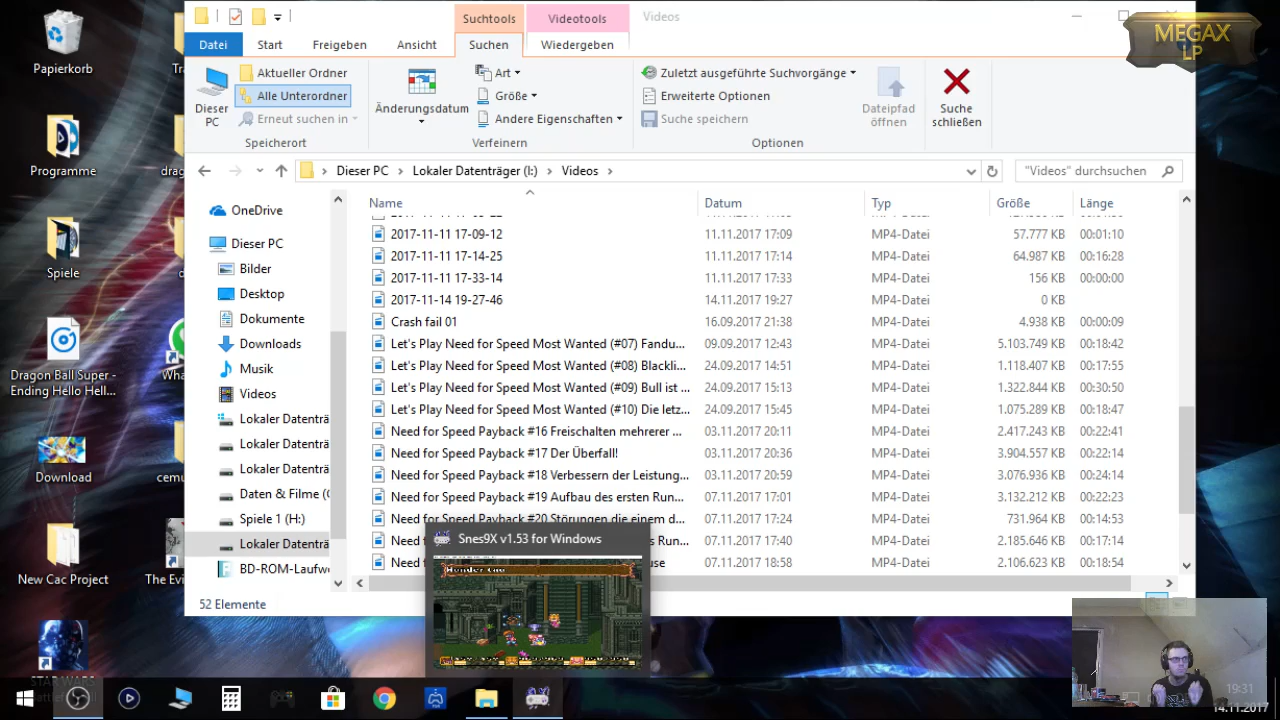 Papierkorb
Programme
Spiele
Dragon Ball Super -
Ending Hello Hell...
Download
New Cac Project
The Evi
cemu
Suchtools
Videotools
Videos
Datei
Start
Freigeben
Ansicht
Suchen
Wiedergeben
MEGAX
LP
Dieser
PC
Aktueller Ordner
Alle Unterordner
Erneut suchen in
Speicherort
Änderungsdatum
Art
Größe
Andere Eigenschaften
Verfeinern
Zuletzt ausgeführte Suchvorgänge
Erweiterte Optionen
Suche speichern
Dateipfad
öffnen
Optionen
Suche
schließen
Dieser PC
Lokaler Datenträger (I:)
Videos
"Videos" durchsuchen
OneDrive
Dieser PC
Bilder
Desktop
Dokumente
Downloads
Musik
Videos
Lokaler Datenträ
Lokaler Datenträ
Lokaler Datenträ
Daten & Filme (
Spiele 1 (H:)
Lokaler Datenträ
BD-ROM-Laufw
Name Datum Typ Größe Länge
2017-11-11 17-09-12 11.11.2017 17:09 MP4-Datei 57.777 KB 00:01:10
2017-11-11 17-14-25 11.11.2017 17:14 MP4-Datei 64.987 KB 00:16:28
2017-11-11 17-33-14 11.11.2017 17:33 MP4-Datei 156 KB 00:00:00
2017-11-14 19-27-46 14.11.2017 19:27 MP4-Datei 0 KB
Crash fail 01 16.09.2017 21:38 MP4-Datei 4.938 KB 00:00:09
Let's Play Need for Speed Most Wanted (#07) Fandu... 09.09.2017 12:43 MP4-Datei 5.103.749 KB 00:18:42
Let's Play Need for Speed Most Wanted (#08) Blackli... 24.09.2017 14:51 MP4-Datei 1.118.407 KB 00:17:55
Let's Play Need for Speed Most Wanted (#09) Bull ist ... 24.09.2017 15:13 MP4-Datei 1.322.844 KB 00:30:50
Let's Play Need for Speed Most Wanted (#10) Die letz... 24.09.2017 15:45 MP4-Datei 1.075.289 KB 00:18:47
Need for Speed Payback #16 Freischalten mehrerer ... 03.11.2017 20:11 MP4-Datei 2.417.243 KB 00:22:41
Need for Speed Payback #17 Der Überfall! 03.11.2017 20:36 MP4-Datei 3.904.557 KB 00:22:14
Need for Speed Payback #18 Verbessern der Leistung... 03.11.2017 20:59 MP4-Datei 3.076.936 KB 00:24:14
Need for Speed Payback #19 Aufbau des ersten Run... 07.11.2017 17:01 MP4-Datei 3.132.212 KB 00:22:23
Need for Speed Payback #20 Störungen die einem d... 07.11.2017 17:24 MP4-Datei 731.964 KB 00:14:53
Need fo s Run... 07.11.2017 17:40 MP4-Datei 2.185.646 KB 00:17:14
Need fo use 07.11.2017 18:58 MP4-Datei 2.106.623 KB 00:18:54
Snes9X v1.53 for Windows
52 Elemente
19:31
14.11.2017